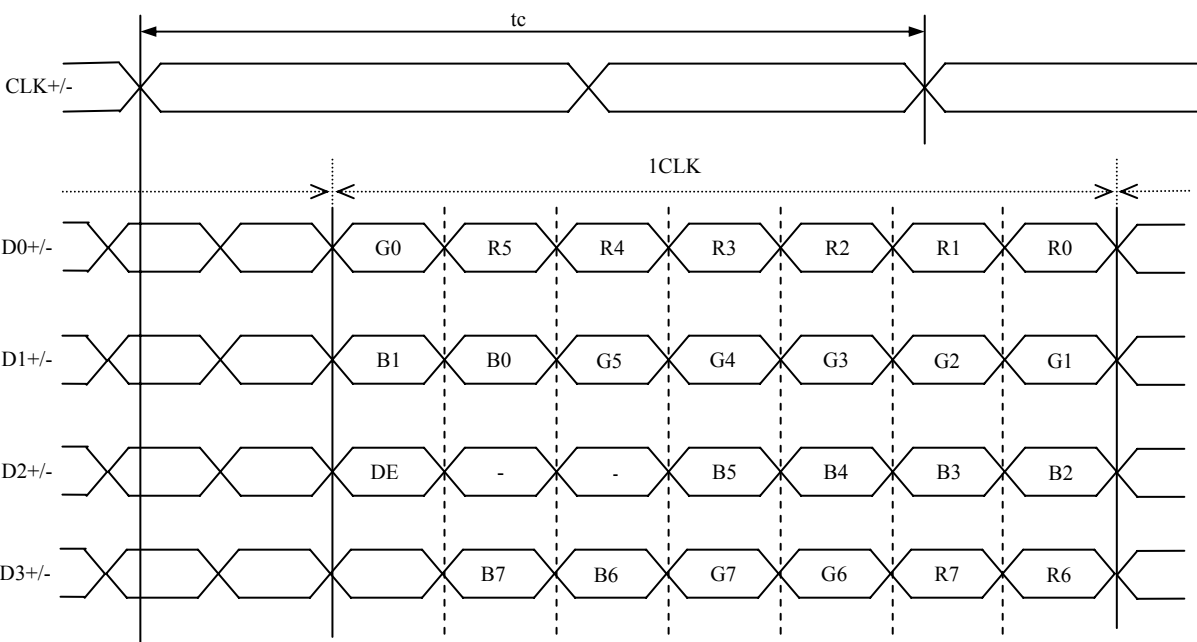 tc
CLK+/-
1CLK
D0+/- G0 R5 R4 R3 R2 R1 R0
D1+/- B1 B0 G5 G4 G3 G2 G1
D2+/- DE - - B5 B4 B3 B2
D3+/- B7 B6 G7 G6 R7 R6